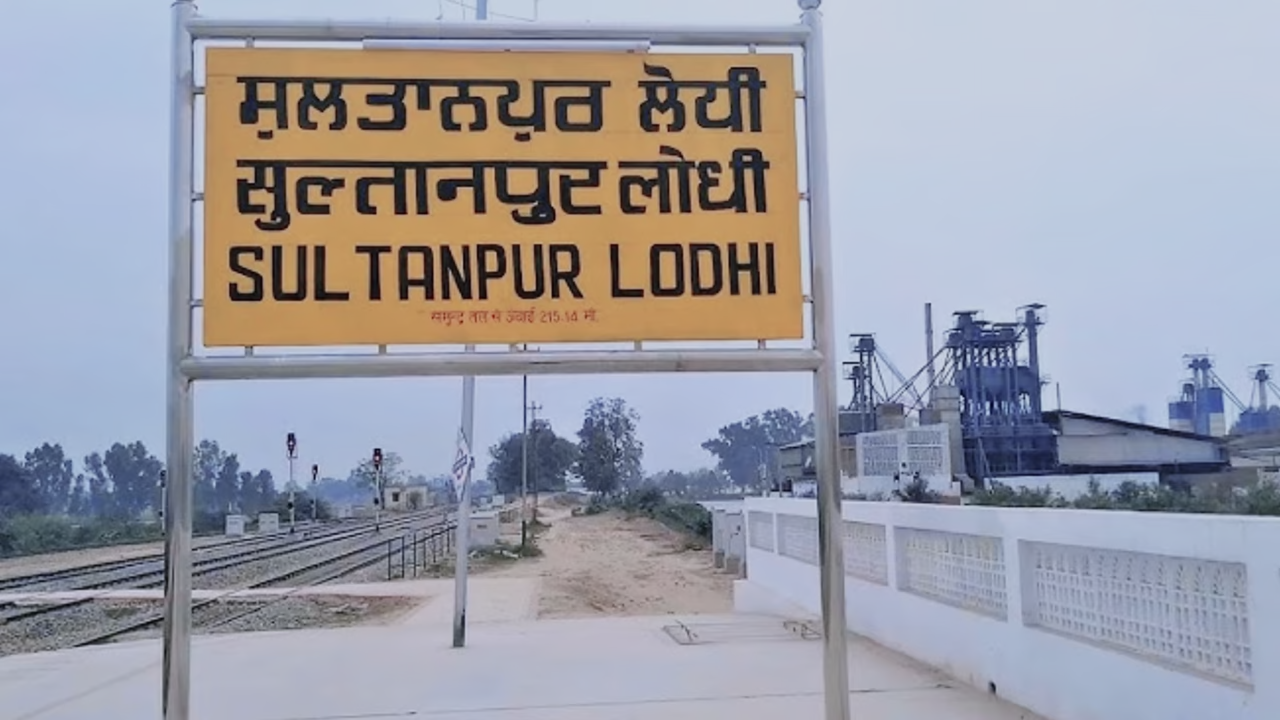 ਸੁਲਤਾਨਪੁਰ ਲੋਧੀ
सुल्तानपुर लोधी
SULTANPUR LODHI
समुन्द्र तल से ऊंचाई 215.14 मी.